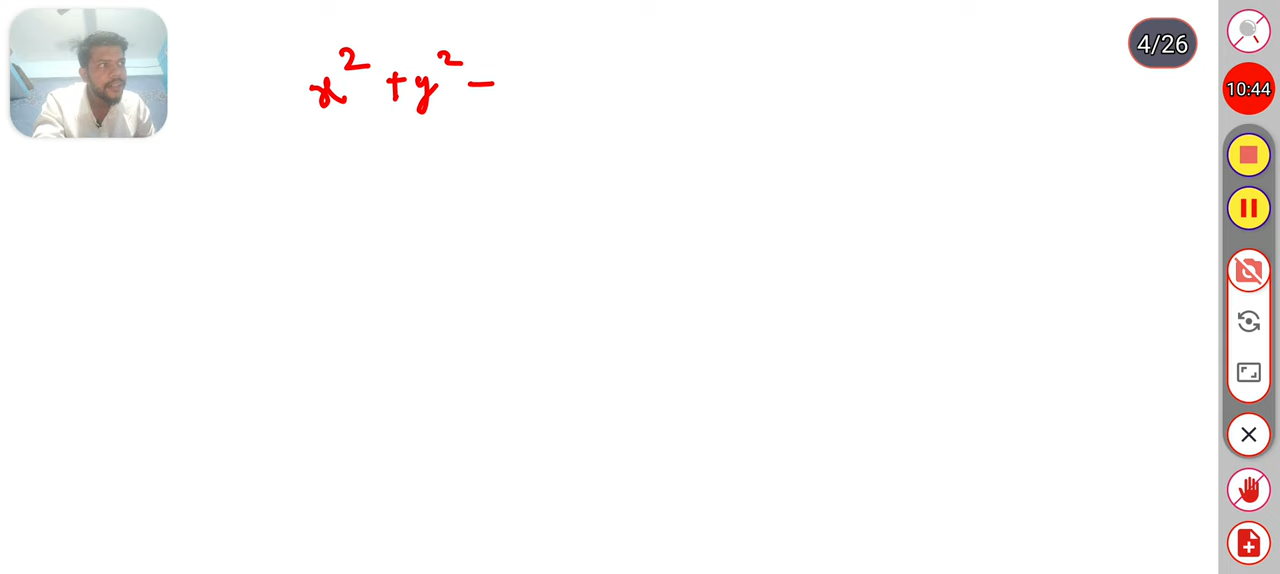 4/26
10:44
x² + y² −